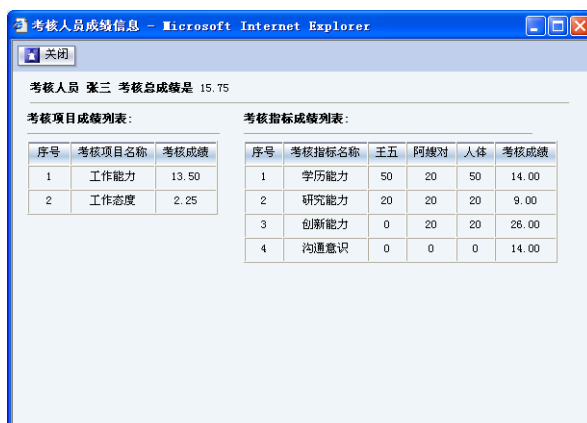 考核人员成绩信息 - Microsoft Internet Explorer
关闭
考核人员 张三 考核总成绩是 15.75
考核项目成绩列表:
序号 考核项目名称 考核成绩
1 工作能力 13.50
2 工作态度 2.25
考核指标成绩列表:
序号 考核指标名称 王五 阿嫂对 人体 考核成绩
1 学历能力 50 20 50 14.00
2 研究能力 20 20 20 9.00
3 创新能力 0 20 20 26.00
4 沟通意识 0 0 0 14.00